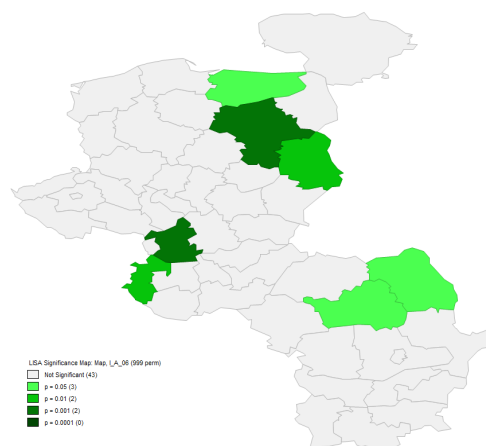 LISA Significance Map: Map, I_A_06 (999 perm)
Not Significant (43)
p = 0.05 (3)
p = 0.01 (2)
p = 0.001 (2)
p = 0.0001 (0)